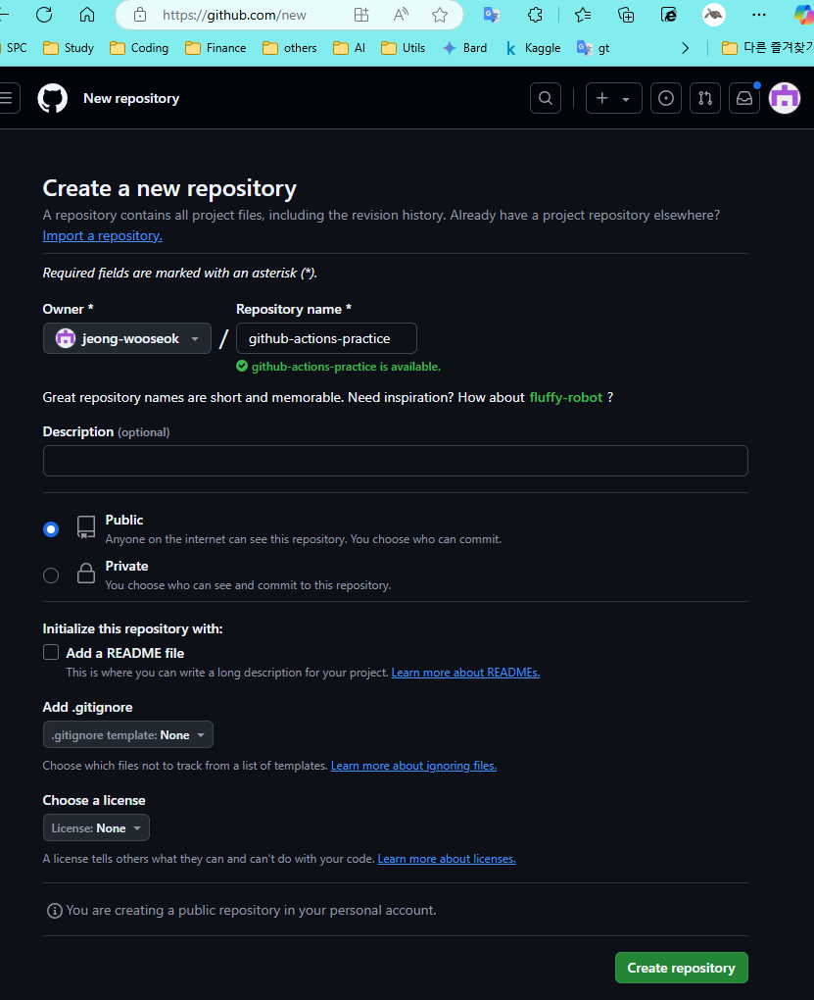 https://github.com/new
SPC Study Coding Finance others AI Utils Bard Kaggle gt 다른 즐겨찾기
New repository
Create a new repository
A repository contains all project files, including the revision history. Already have a project repository elsewhere?
Import a repository.
Required fields are marked with an asterisk (*).
Owner * Repository name *
jeong-wooseok / github-actions-practice
github-actions-practice is available.
Great repository names are short and memorable. Need inspiration? How about fluffy-robot ?
Description (optional)
Public
Anyone on the internet can see this repository. You choose who can commit.
Private
You choose who can see and commit to this repository.
Initialize this repository with:
Add a README file
This is where you can write a long description for your project. Learn more about READMEs.
Add .gitignore
.gitignore template: None
Choose which files not to track from a list of templates. Learn more about ignoring files.
Choose a license
License: None
A license tells others what they can and can't do with your code. Learn more about licenses.
You are creating a public repository in your personal account.
Create repository